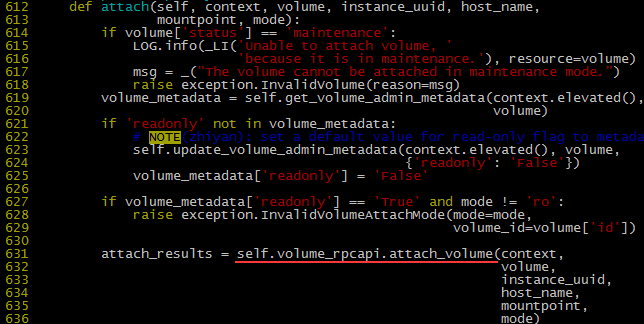 612     def attach(self, context, volume, instance_uuid, host_name,
613                mountpoint, mode):
614         if volume['status'] == 'maintenance':
615             LOG.info(_LI('Unable to attach volume, '
616                          'because it is in maintenance.'), resource=volume)
617             msg = _("The volume cannot be attached in maintenance mode.")
618             raise exception.InvalidVolume(reason=msg)
619         volume_metadata = self.get_volume_admin_metadata(context.elevated(),
620                                                          volume)
621         if 'readonly' not in volume_metadata:
622             # NOTE(zhiyan): set a default value for read-only flag to metada
623             self.update_volume_admin_metadata(context.elevated(), volume,
624                                               {'readonly': 'False'})
625             volume_metadata['readonly'] = 'False'
626
627         if volume_metadata['readonly'] == 'True' and mode != 'ro':
628             raise exception.InvalidVolumeAttachMode(mode=mode,
629                                                     volume_id=volume['id'])
630
631         attach_results = self.volume_rpcapi.attach_volume(context,
632                                                           volume,
633                                                           instance_uuid,
634                                                           host_name,
635                                                           mountpoint,
636                                                           mode)